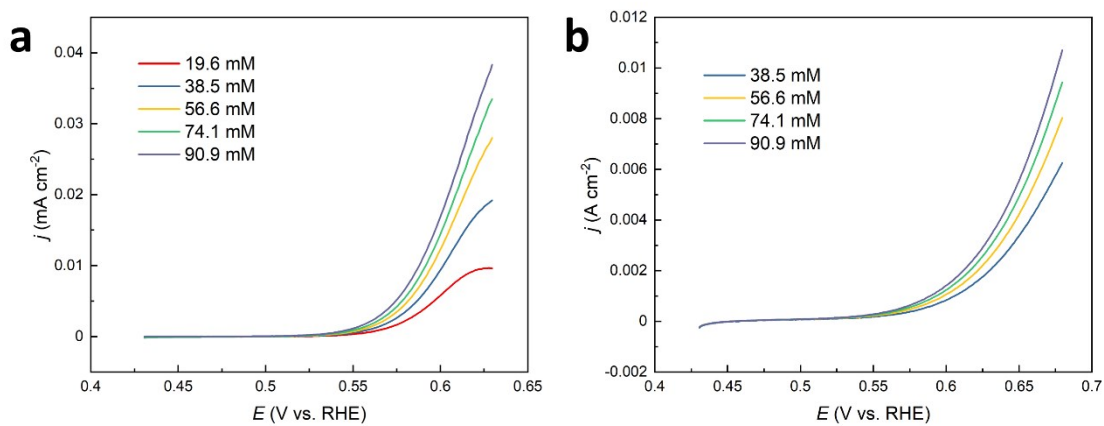 a
0.04
0.03
0.02
0.01
0
j (mA cm⁻²)
19.6 mM
38.5 mM
56.6 mM
74.1 mM
90.9 mM
0.4 0.45 0.5 0.55 0.6 0.65
E (V vs. RHE)
b
0.012
0.010
0.008
0.006
0.004
0.002
0
-0.002
j (A cm⁻²)
38.5 mM
56.6 mM
74.1 mM
90.9 mM
0.4 0.45 0.5 0.55 0.6 0.65 0.7
E (V vs. RHE)